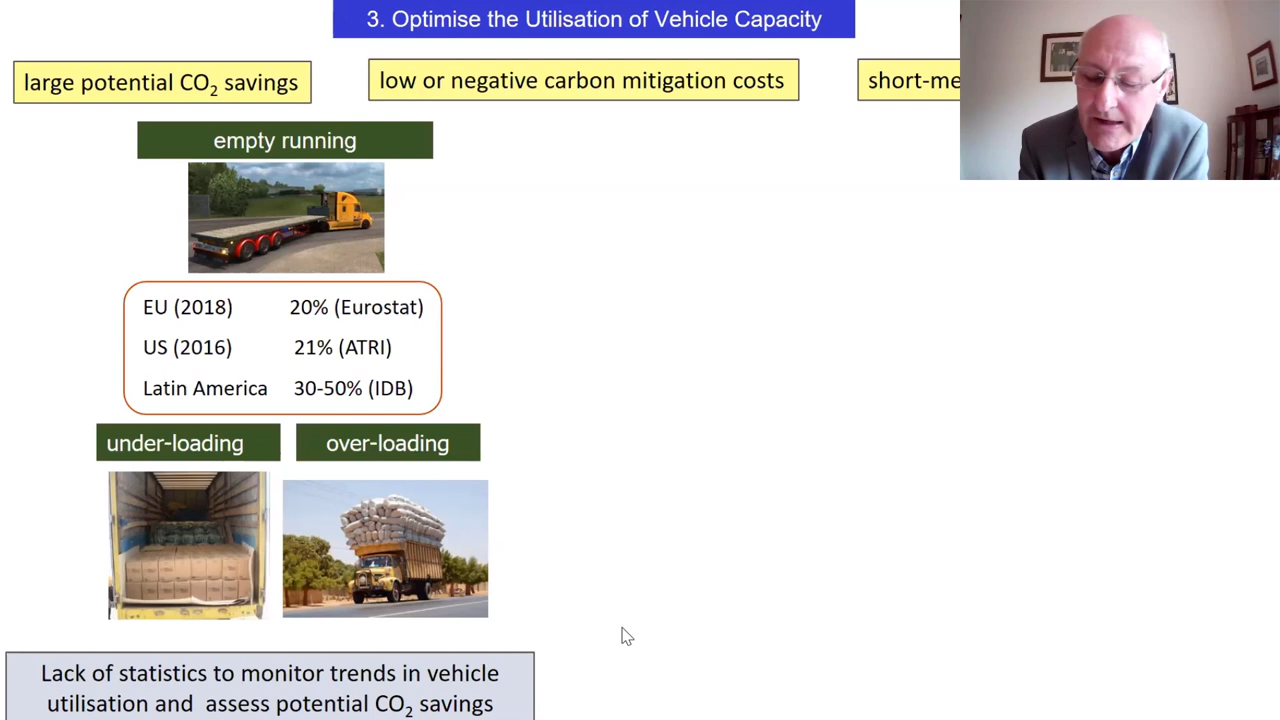 3. Optimise the Utilisation of Vehicle Capacity
large potential CO₂ savings
low or negative carbon mitigation costs
short-me
empty running
EU (2018) 20% (Eurostat)
US (2016) 21% (ATRI)
Latin America 30-50% (IDB)
under-loading
over-loading
Lack of statistics to monitor trends in vehicle
utilisation and assess potential CO₂ savings